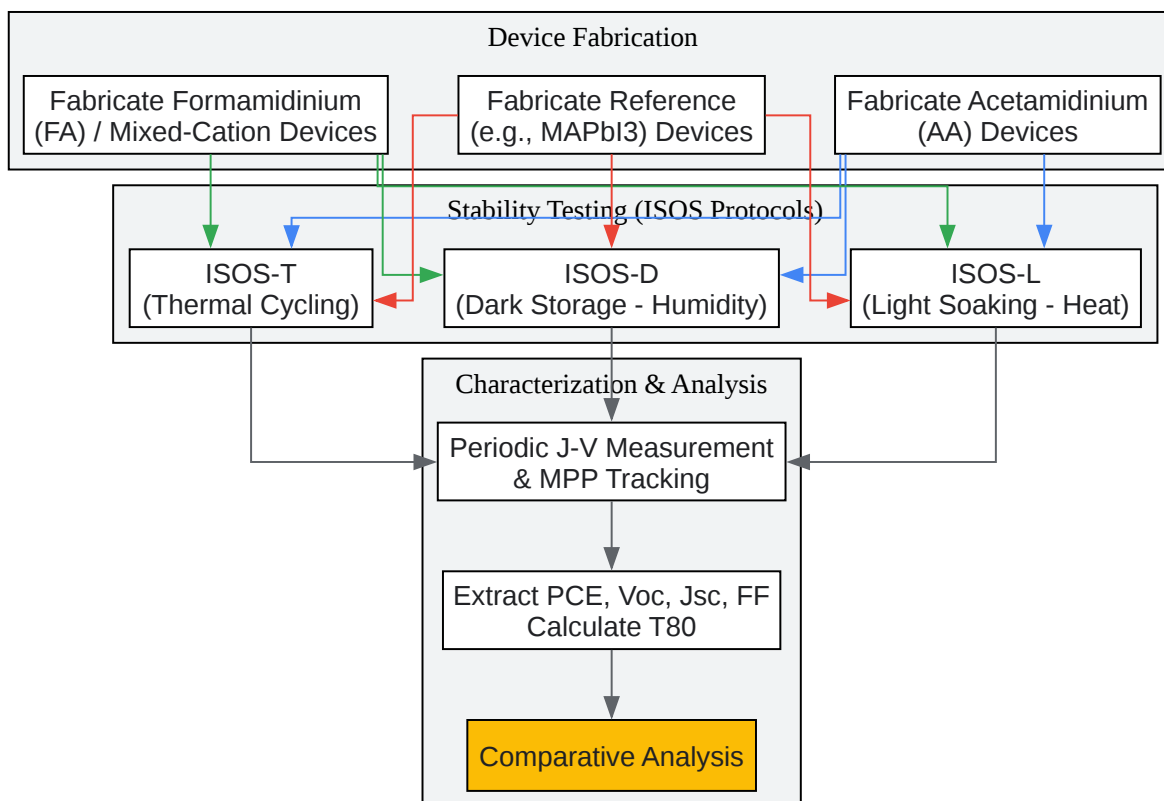 Device Fabrication
Fabricate Formamidinium
(FA) / Mixed-Cation Devices
Fabricate Reference
(e.g., MAPbI3) Devices
Fabricate Acetamidinium
(AA) Devices
Stability Testing (ISOS Protocols)
ISOS-T
(Thermal Cycling)
ISOS-D
(Dark Storage - Humidity)
ISOS-L
(Light Soaking - Heat)
Characterization & Analysis
Periodic J-V Measurement
& MPP Tracking
Extract PCE, Voc, Jsc, FF
Calculate T80
Comparative Analysis